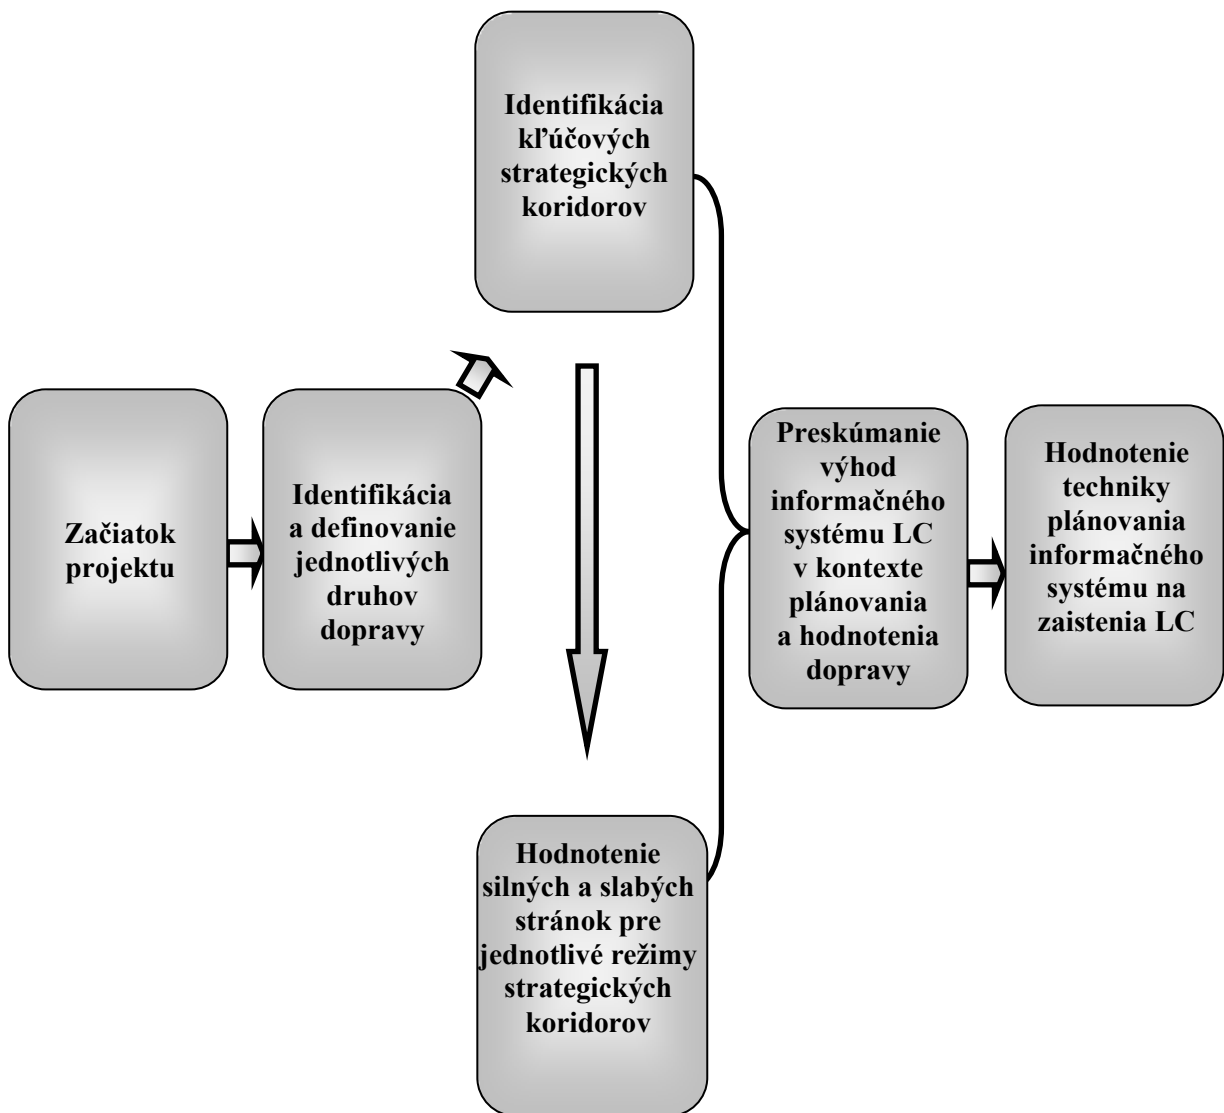 Začiatok
projektu
Identifikácia
a definovanie
jednotlivých
druhov
dopravy
Identifikácia
kľúčových
strategických
koridorov
Hodnotenie
silných a slabých
stránok pre
jednotlivé režimy
strategických
koridorov
Preskúmanie
výhod
informačného
systému LC
v kontexte
plánovania
a hodnotenia
dopravy
Hodnotenie
techniky
plánovania
informačného
systému na
zaistenia LC